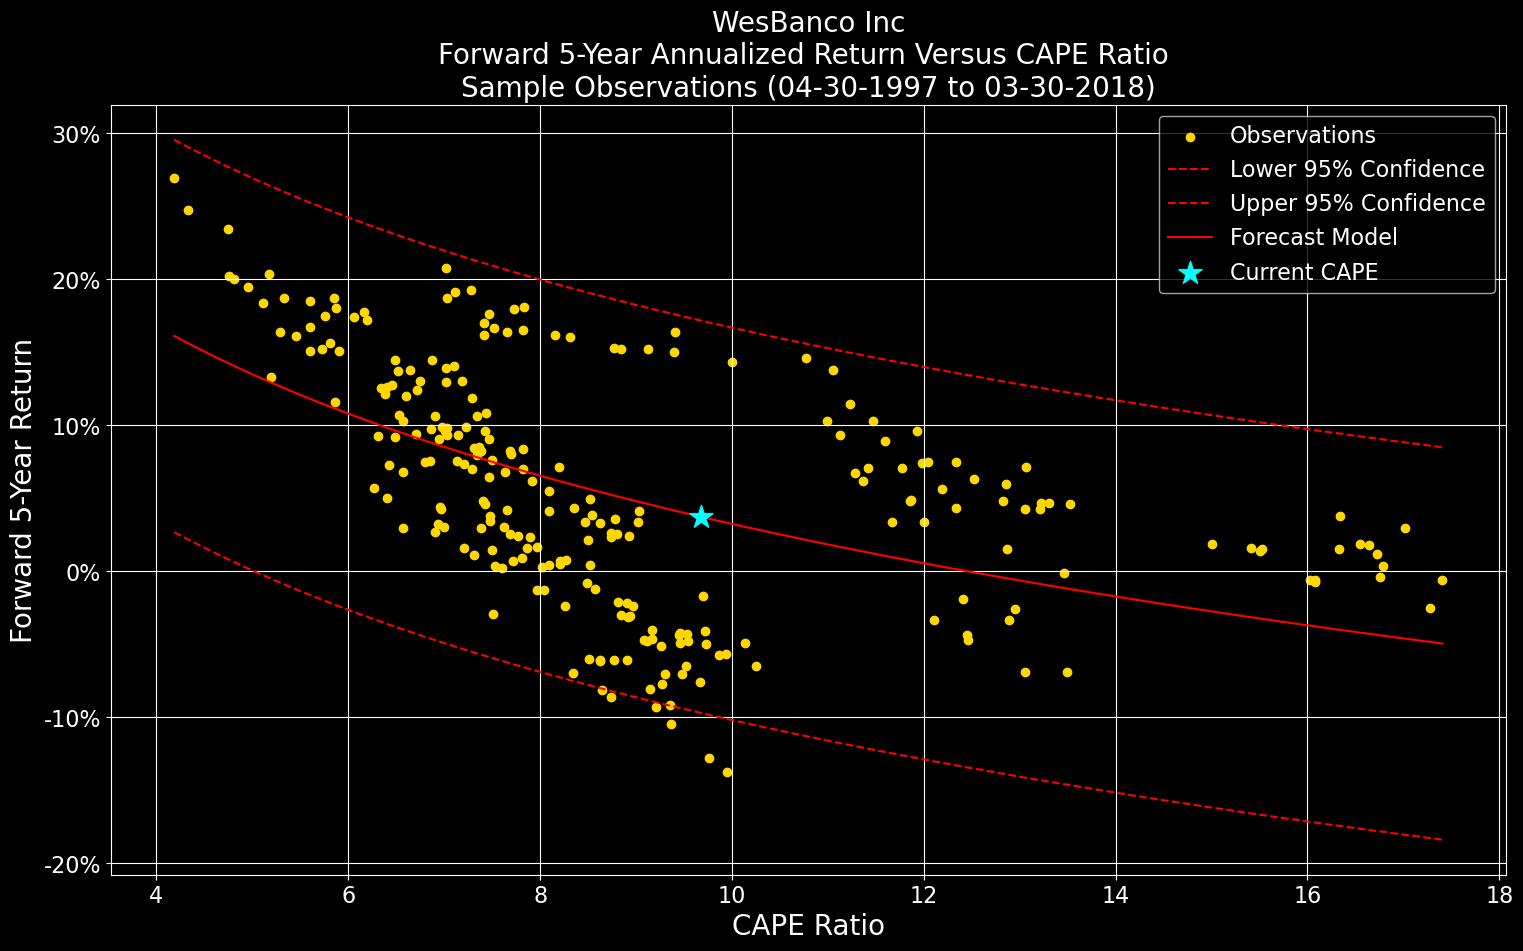 WesBanco Inc
Forward 5-Year Annualized Return Versus CAPE Ratio
Sample Observations (04-30-1997 to 03-30-2018)
Observations
Lower 95% Confidence
Upper 95% Confidence
Forecast Model
Current CAPE
Forward 5-Year Return
30%
20%
10%
0%
-10%
-20%
4 6 8 10 12 14 16 18
CAPE Ratio